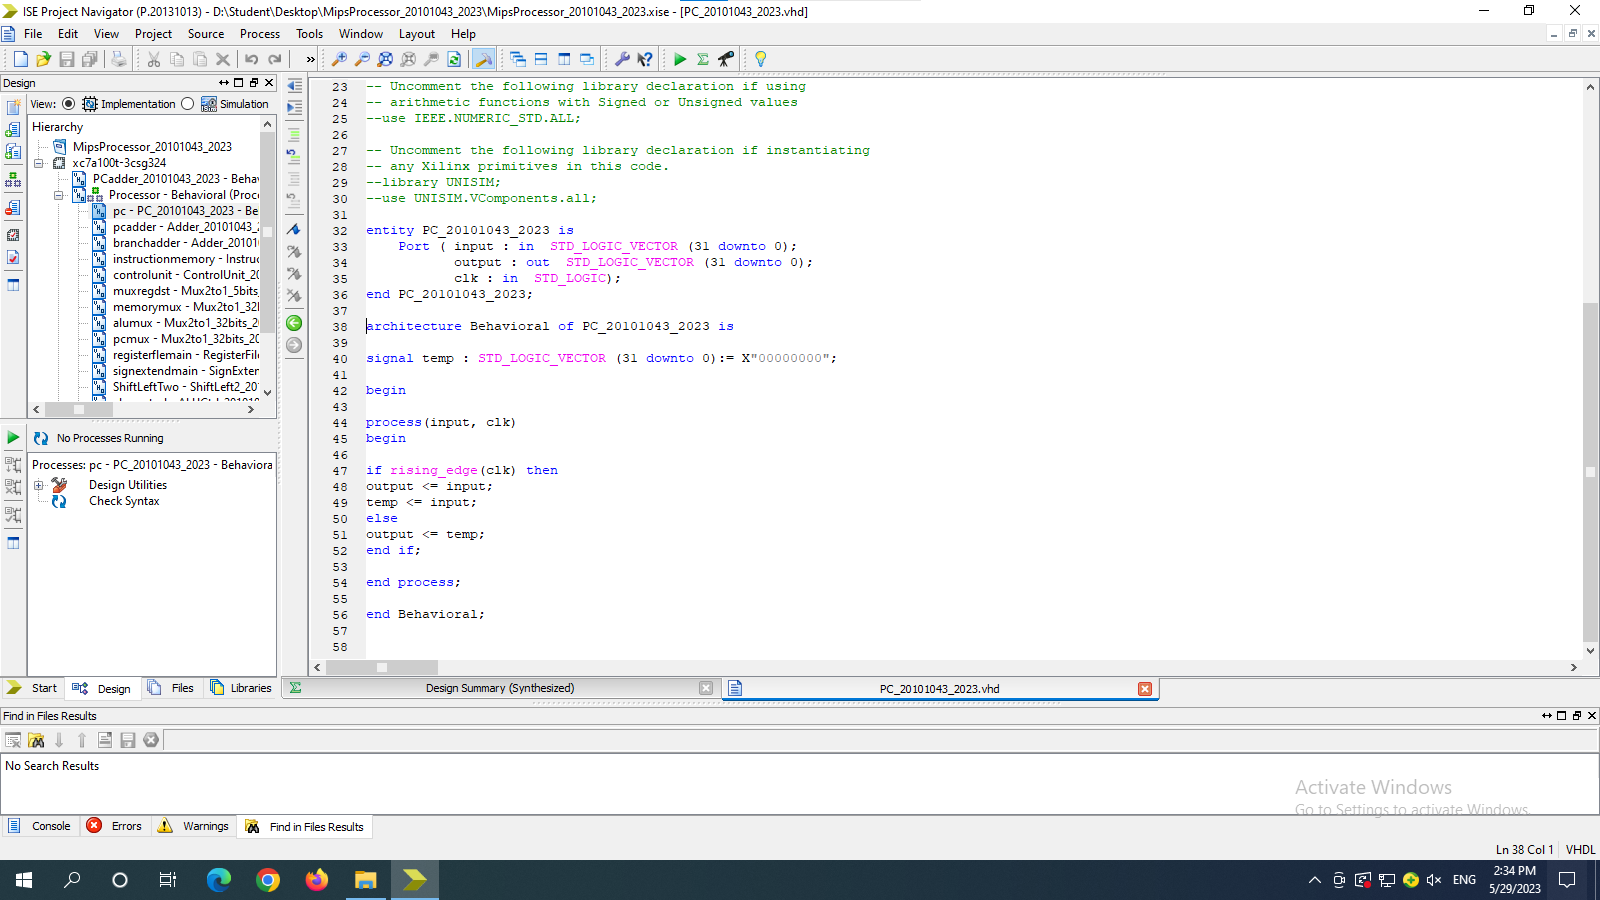 ISE Project Navigator (P.20131013) - D:\Student\Desktop\MipsProcessor_20101043_2023\MipsProcessor_20101043_2023.xise - [PC_20101043_2023.vhd]
File Edit View Project Source Process Tools Window Layout Help
Design
View: Implementation Simulation
Hierarchy
MipsProcessor_20101043_2023
xc7a100t-3csg324
PCadder_20101043_2023 - Behav
Processor - Behavioral (Proc
pc - PC_20101043_2023 - Be
pcadder - Adder_20101043_
branchadder - Adder_20101
instructionmemory - Instruc
controlunit - ControlUnit_20
muxregdst - Mux2to1_5bits_
memorymux - Mux2to1_32l
alumux - Mux2to1_32bits_2
pcmux - Mux2to1_32bits_20
registerflemain - RegisterFil
signextendmain - SignExter
ShiftLeftTwo - ShiftLeft2_20
No Processes Running
Processes: pc - PC_20101043_2023 - Behaviora
Design Utilities
Check Syntax
23 -- Uncomment the following library declaration if using
24 -- arithmetic functions with Signed or Unsigned values
25 --use IEEE.NUMERIC_STD.ALL;
26
27 -- Uncomment the following library declaration if instantiating
28 -- any Xilinx primitives in this code.
29 --library UNISIM;
30 --use UNISIM.VComponents.all;
31
32 entity PC_20101043_2023 is
33 Port ( input : in STD_LOGIC_VECTOR (31 downto 0);
34 output : out STD_LOGIC_VECTOR (31 downto 0);
35 clk : in STD_LOGIC);
36 end PC_20101043_2023;
37
38 architecture Behavioral of PC_20101043_2023 is
39
40 signal temp : STD_LOGIC_VECTOR (31 downto 0):= X"00000000";
41
42 begin
43
44 process(input, clk)
45 begin
46
47 if rising_edge(clk) then
48 output <= input;
49 temp <= input;
50 else
51 output <= temp;
52 end if;
53
54 end process;
55
56 end Behavioral;
57
58
Start Design Files Libraries
Design Summary (Synthesized) PC_20101043_2023.vhd
Find in Files Results
No Search Results
Activate Windows
Go to Settings to activate Windows.
Console Errors Warnings Find in Files Results
Ln 38 Col 1 VHDL
ENG
2:34 PM
5/29/2023